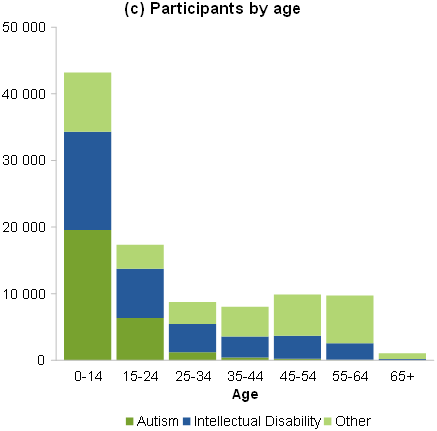 (c) Participants by age
50 000
40 000
30 000
20 000
10 000
0
0-14 15-24 25-34 35-44 45-54 55-64 65+
Age
Autism Intellectual Disability Other